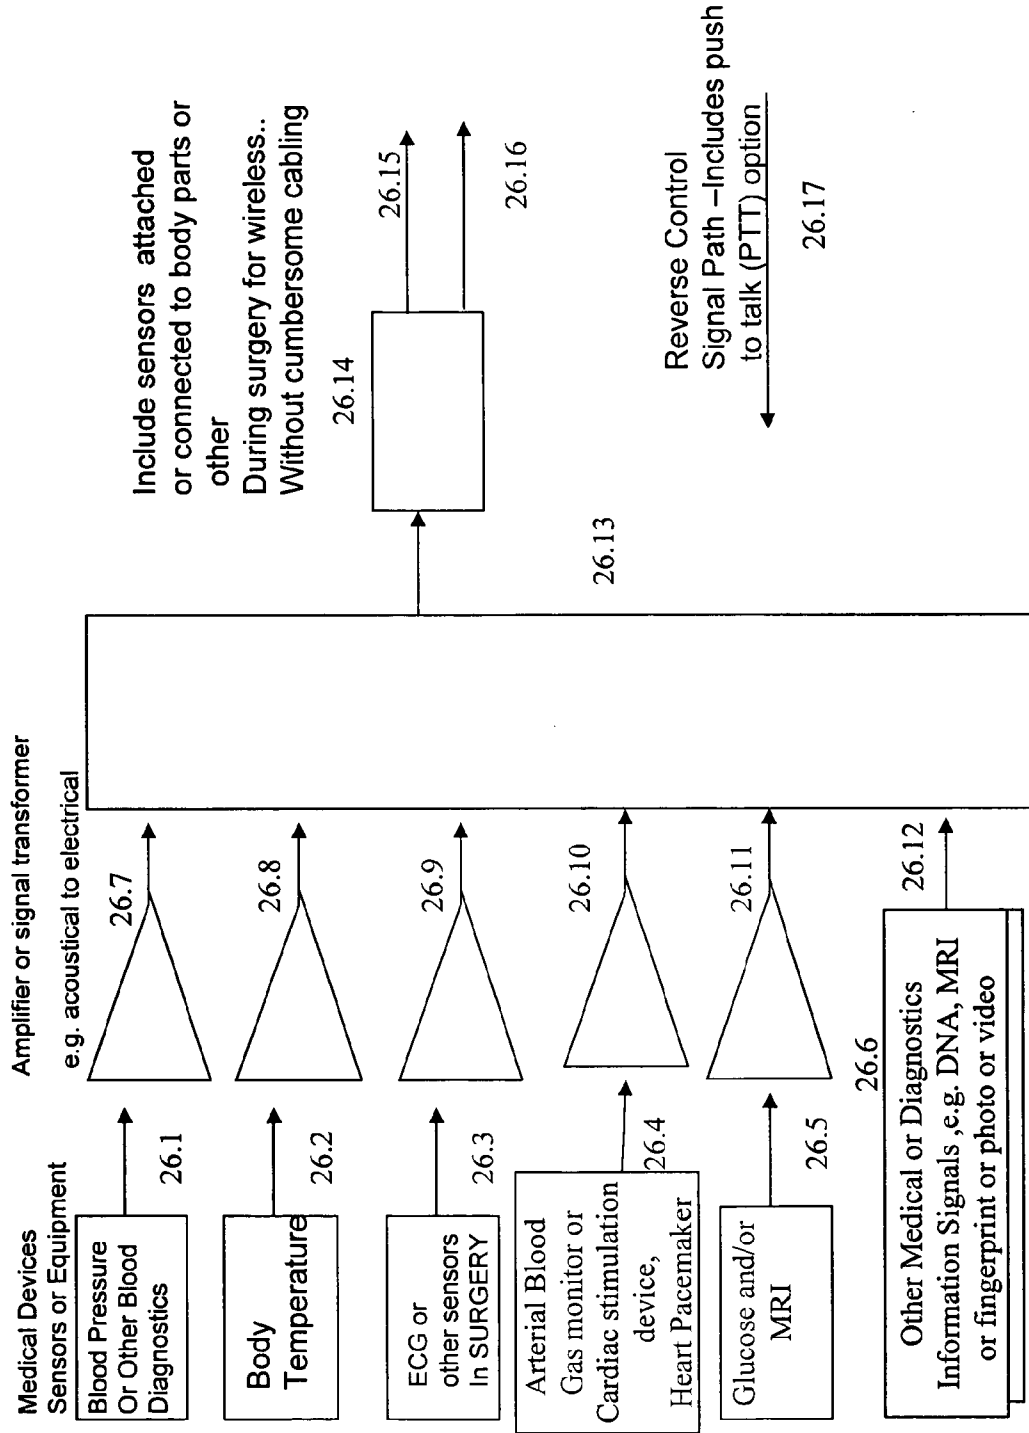 Medical Devices
Sensors or Equipment
Amplifier or signal transformer
e.g. acoustical to electrical
Blood Pressure
Or Other Blood
Diagnostics
26.1
26.7
Body
Temperature
26.2
26.8
ECG or
other sensors
In SURGERY
26.3
26.9
Arterial Blood
Gas monitor or
Cardiac stimulation
device,
Heart Pacemaker
26.4
26.10
Glucose and/or
MRI
26.5
26.11
26.6
Other Medical or Diagnostics
Information Signals ,e.g. DNA, MRI
or fingerprint or photo or video
26.12
26.13
Include sensors attached
or connected to body parts or
other
During surgery for wireless..
Without cumbersome cabling
26.14
26.15
26.16
Reverse Control
Signal Path –Includes push
to talk (PTT) option
26.17